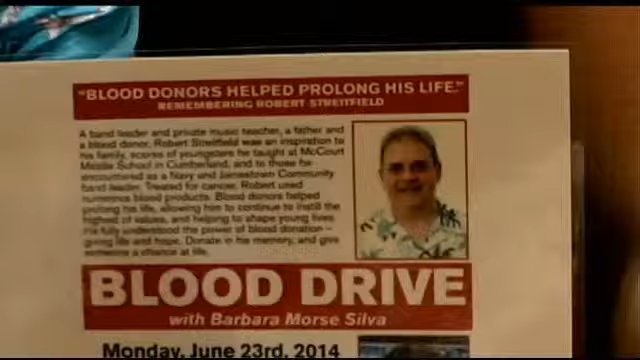 "BLOOD DONORS HELPED PROLONG HIS LIFE."
REMEMBERING ROBERT STREITFIELD
A band leader and private music teacher, a father and
a blood donor, Robert Streitfield was an inspiration to
his family, scores of youngsters he taught at McCourt
Middle School in Cumberland, and to those he
encountered as a Navy and Jamestown Community
band leader. Treated for cancer, Robert used
numerous blood products. Blood donors helped
prolong his life, allowing him to continue to instill the
highest of values, and helping to shape young lives.
He fully understood the power of blood donation –
giving life and hope. Donate in his memory, and give
someone a chance at life.
BLOOD DRIVE
with Barbara Morse Silva
Monday, June 23rd, 2014